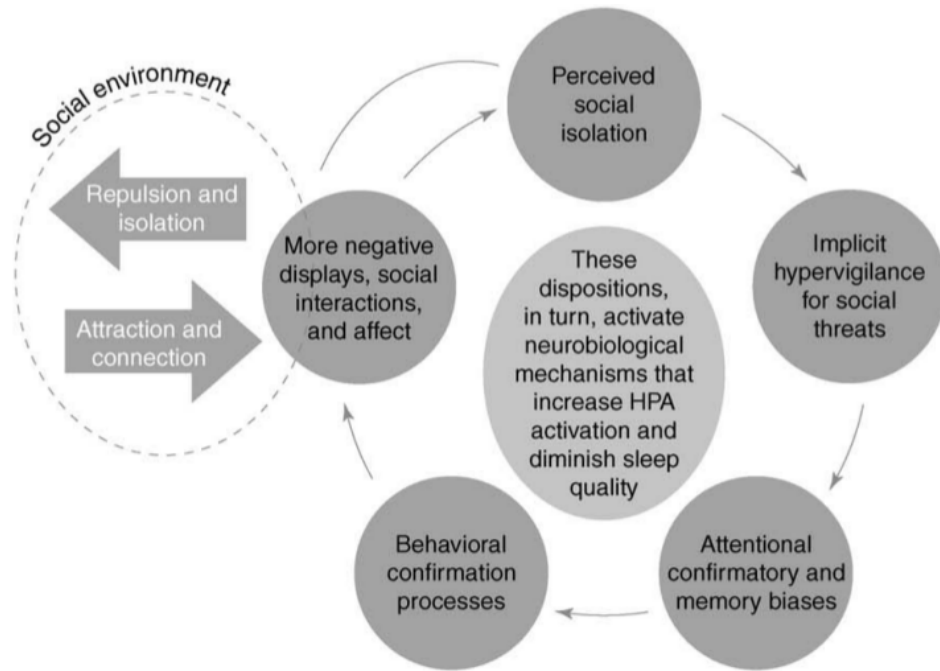 Social environment
Repulsion and
isolation
Attraction and
connection
More negative
displays, social
interactions,
and affect
Perceived
social
isolation
Implicit
hypervigilance
for social
threats
These
dispositions,
in turn, activate
neurobiological
mechanisms that
increase HPA
activation and
diminish sleep
quality
Attentional
confirmatory and
memory biases
Behavioral
confirmation
processes